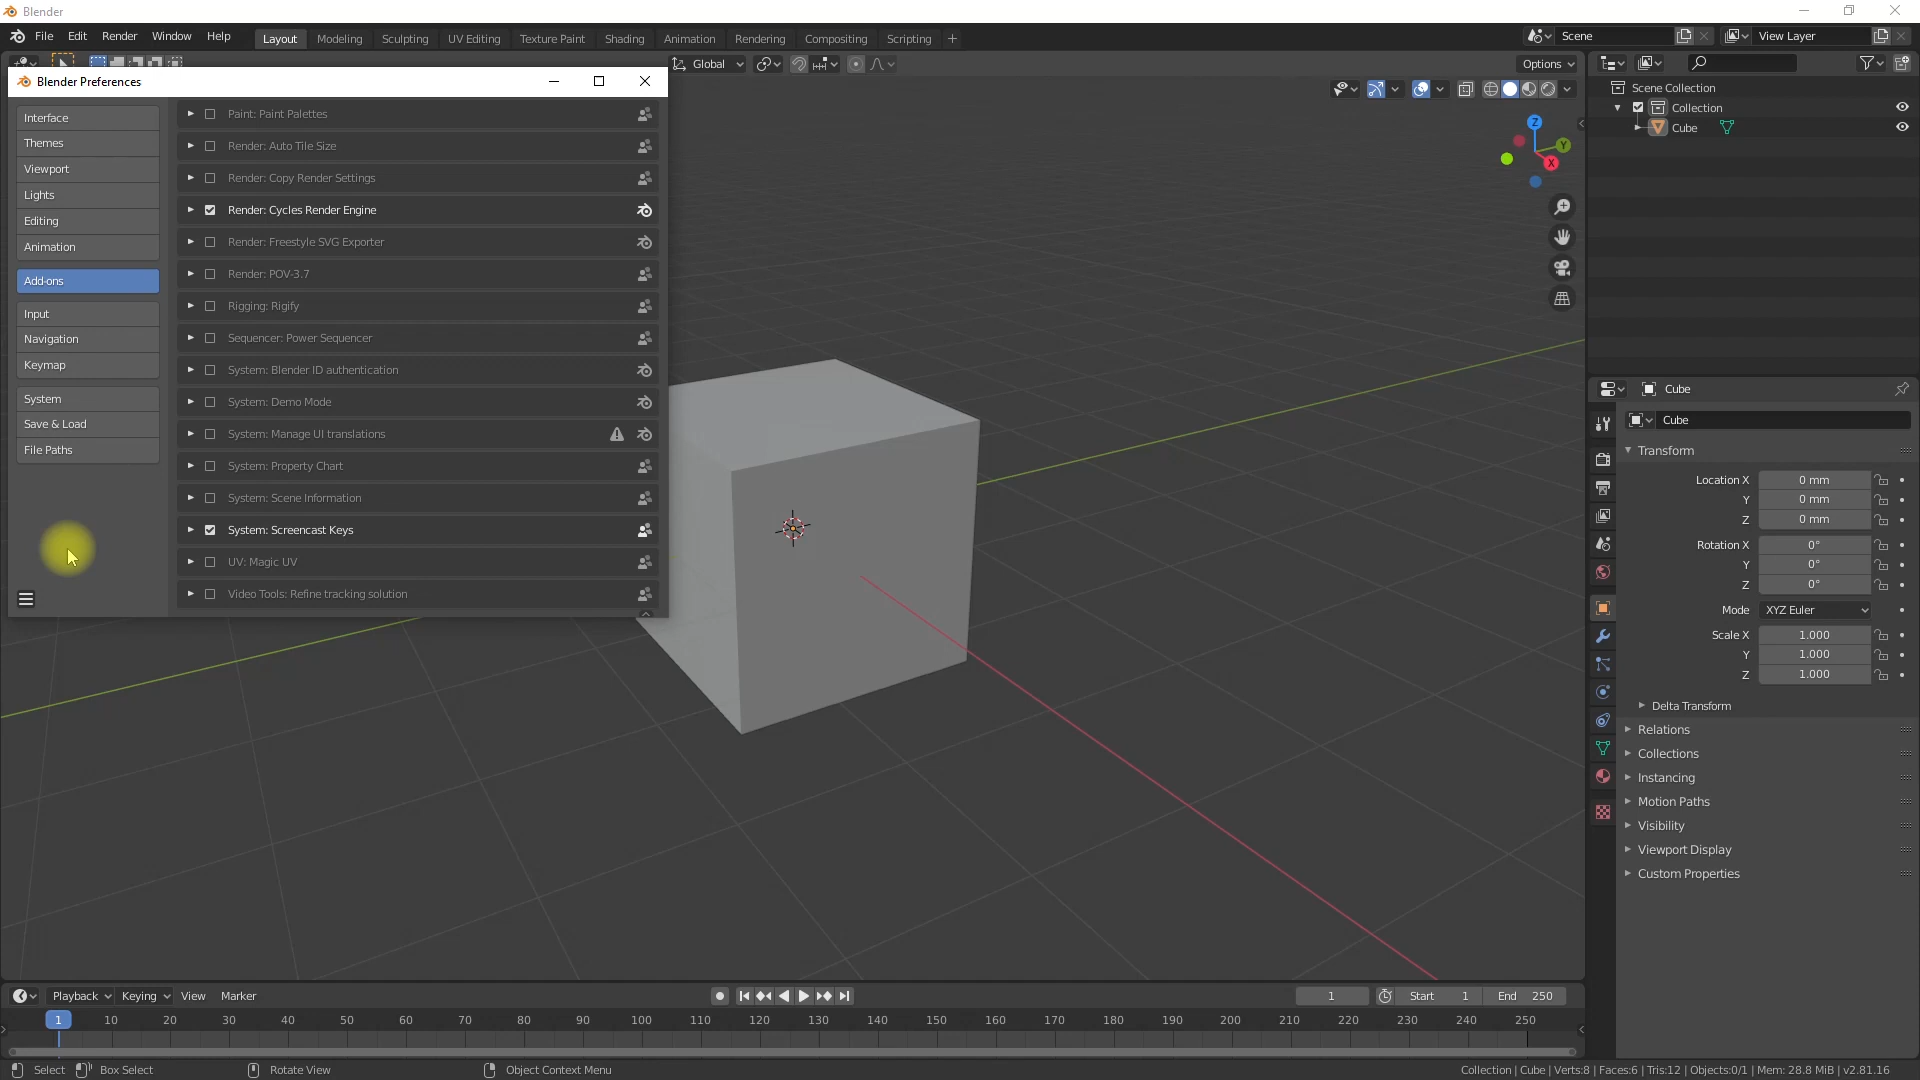 Blender
File Edit Render Window Help Layout Modeling Sculpting UV Editing Texture Paint Shading Animation Rendering Compositing Scripting + Scene View Layer
Global Options
Blender Preferences
Interface
Themes
Viewport
Lights
Editing
Animation
Add-ons
Input
Navigation
Keymap
System
Save & Load
File Paths
Paint: Paint Palettes
Render: Auto Tile Size
Render: Copy Render Settings
Render: Cycles Render Engine
Render: Freestyle SVG Exporter
Render: POV-3.7
Rigging: Rigify
Sequencer: Power Sequencer
System: Blender ID authentication
System: Demo Mode
System: Manage UI translations
System: Property Chart
System: Scene Information
System: Screencast Keys
UV: Magic UV
Video Tools: Refine tracking solution
Z
Y
X
Scene Collection
Collection
Cube
Cube
Cube
Transform
Location X 0 mm
Y 0 mm
Z 0 mm
Rotation X 0°
Y 0°
Z 0°
Mode XYZ Euler
Scale X 1.000
Y 1.000
Z 1.000
Delta Transform
Relations
Collections
Instancing
Motion Paths
Visibility
Viewport Display
Custom Properties
Playback Keying View Marker 1 Start 1 End 250
1 10 20 30 40 50 60 70 80 90 100 110 120 130 140 150 160 170 180 190 200 210 220 230 240 250
Select Box Select Rotate View Object Context Menu Collection | Cube | Verts:8 | Faces:6 | Tris:12 | Objects:0/1 | Mem: 28.8 MiB | v2.81.16